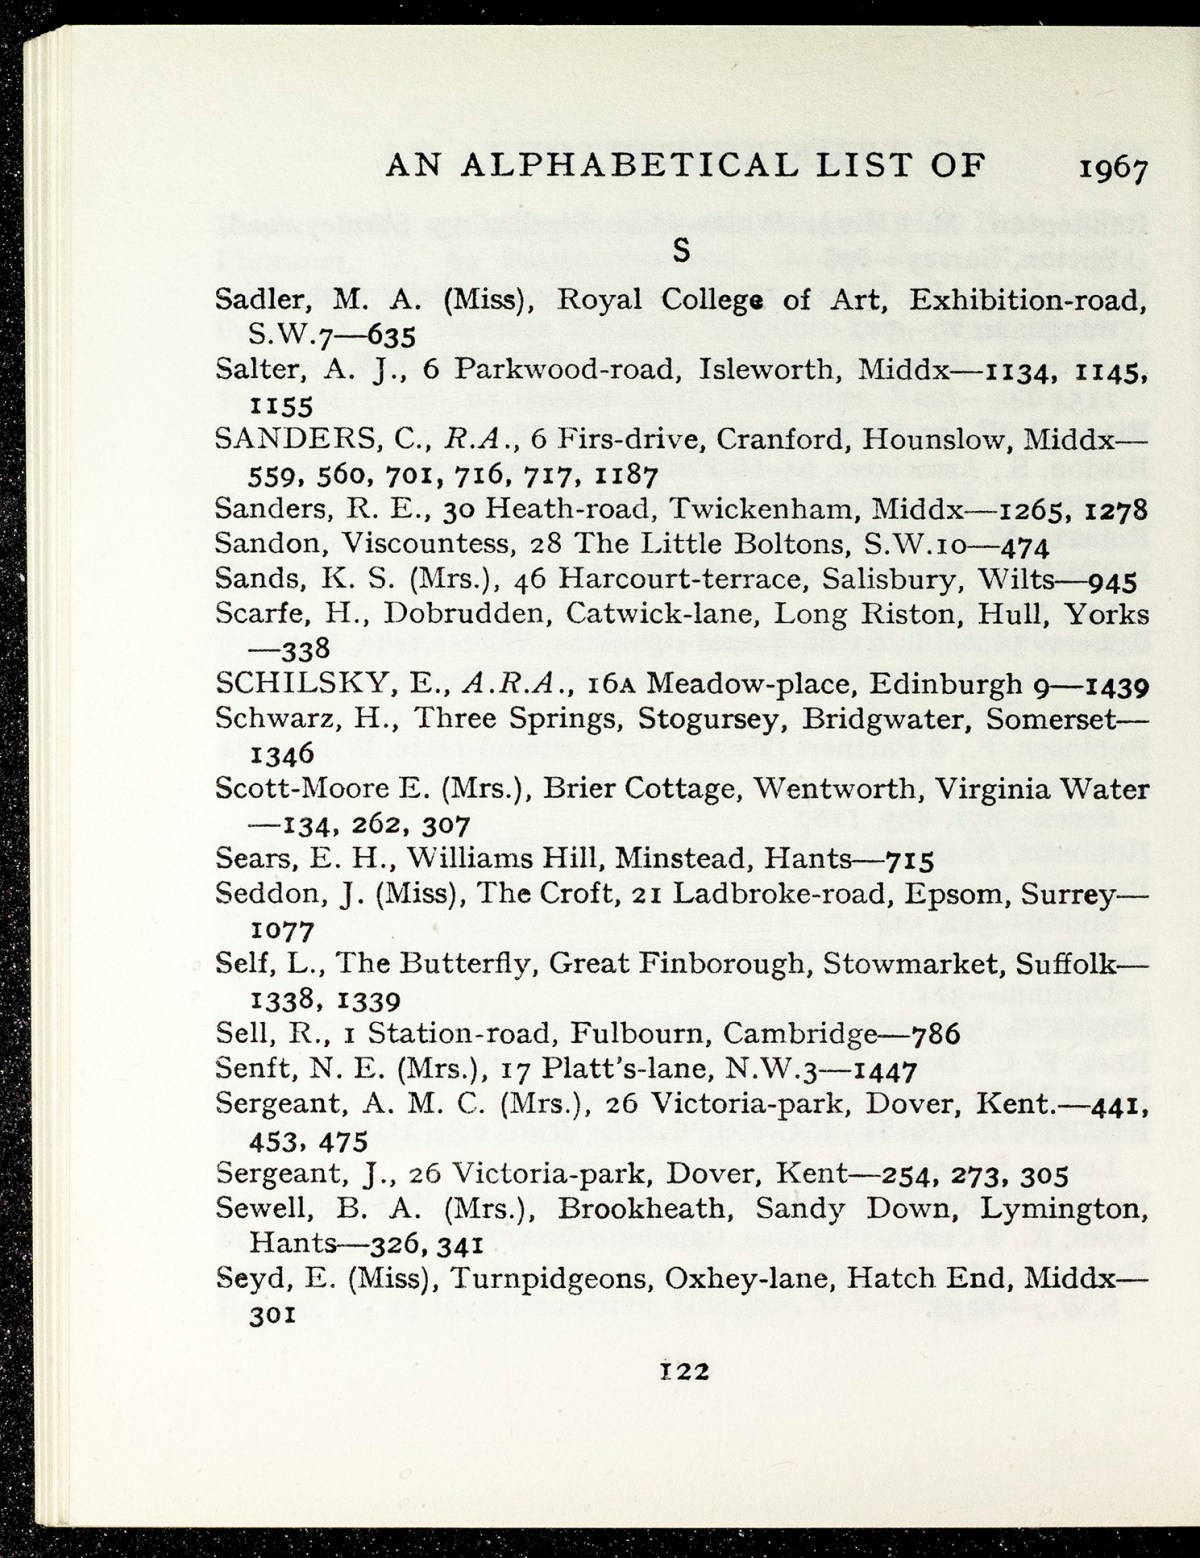 AN ALPHABETICAL LIST OF 1967
S
Sadler, M. A. (Miss), Royal College of Art, Exhibition-road,
S.W.7—635
Salter, A. J., 6 Parkwood-road, Isleworth, Middx—1134, 1145,
1155
SANDERS, C., R.A., 6 Firs-drive, Cranford, Hounslow, Middx—
559, 560, 701, 716, 717, 1187
Sanders, R. E., 30 Heath-road, Twickenham, Middx—1265, 1278
Sandon, Viscountess, 28 The Little Boltons, S.W.10—474
Sands, K. S. (Mrs.), 46 Harcourt-terrace, Salisbury, Wilts—945
Scarfe, H., Dobrudden, Catwick-lane, Long Riston, Hull, Yorks
—338
SCHILSKY, E., A.R.A., 16A Meadow-place, Edinburgh 9—1439
Schwarz, H., Three Springs, Stogursey, Bridgwater, Somerset—
1346
Scott-Moore E. (Mrs.), Brier Cottage, Wentworth, Virginia Water
—134, 262, 307
Sears, E. H., Williams Hill, Minstead, Hants—715
Seddon, J. (Miss), The Croft, 21 Ladbroke-road, Epsom, Surrey—
1077
Self, L., The Butterfly, Great Finborough, Stowmarket, Suffolk—
1338, 1339
Sell, R., 1 Station-road, Fulbourn, Cambridge—786
Senft, N. E. (Mrs.), 17 Platt's-lane, N.W.3—1447
Sergeant, A. M. C. (Mrs.), 26 Victoria-park, Dover, Kent.—441,
453, 475
Sergeant, J., 26 Victoria-park, Dover, Kent—254, 273, 305
Sewell, B. A. (Mrs.), Brookheath, Sandy Down, Lymington,
Hants—326, 341
Seyd, E. (Miss), Turnpidgeons, Oxhey-lane, Hatch End, Middx—
301
122